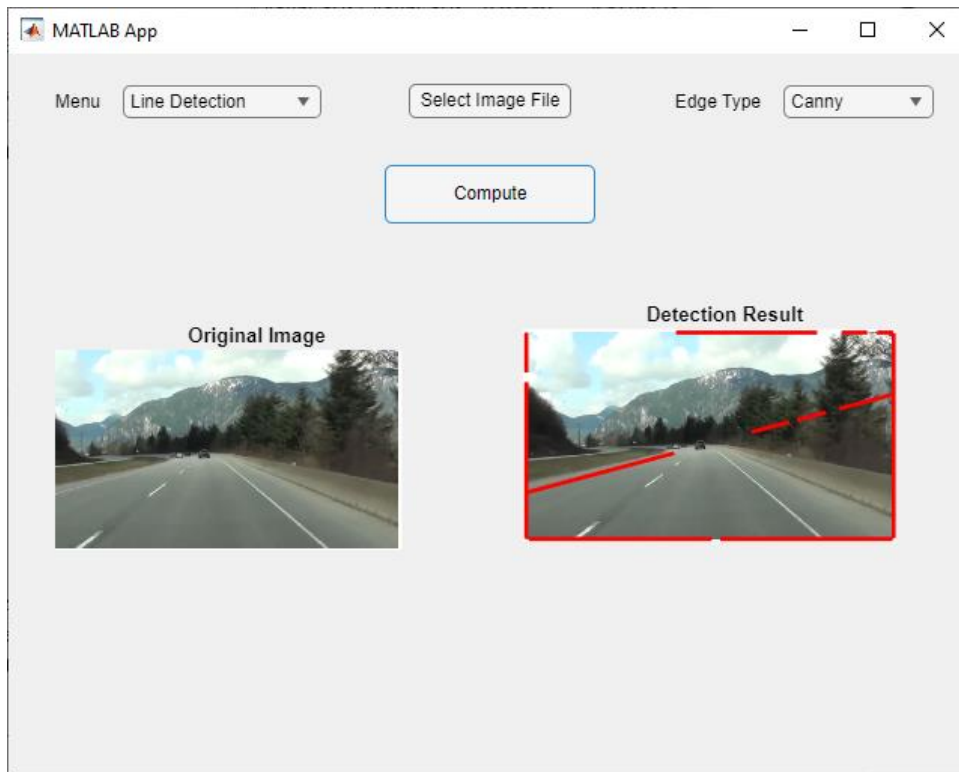 MATLAB App
Menu Line Detection Select Image File Edge Type Canny
Compute
Original Image
Detection Result